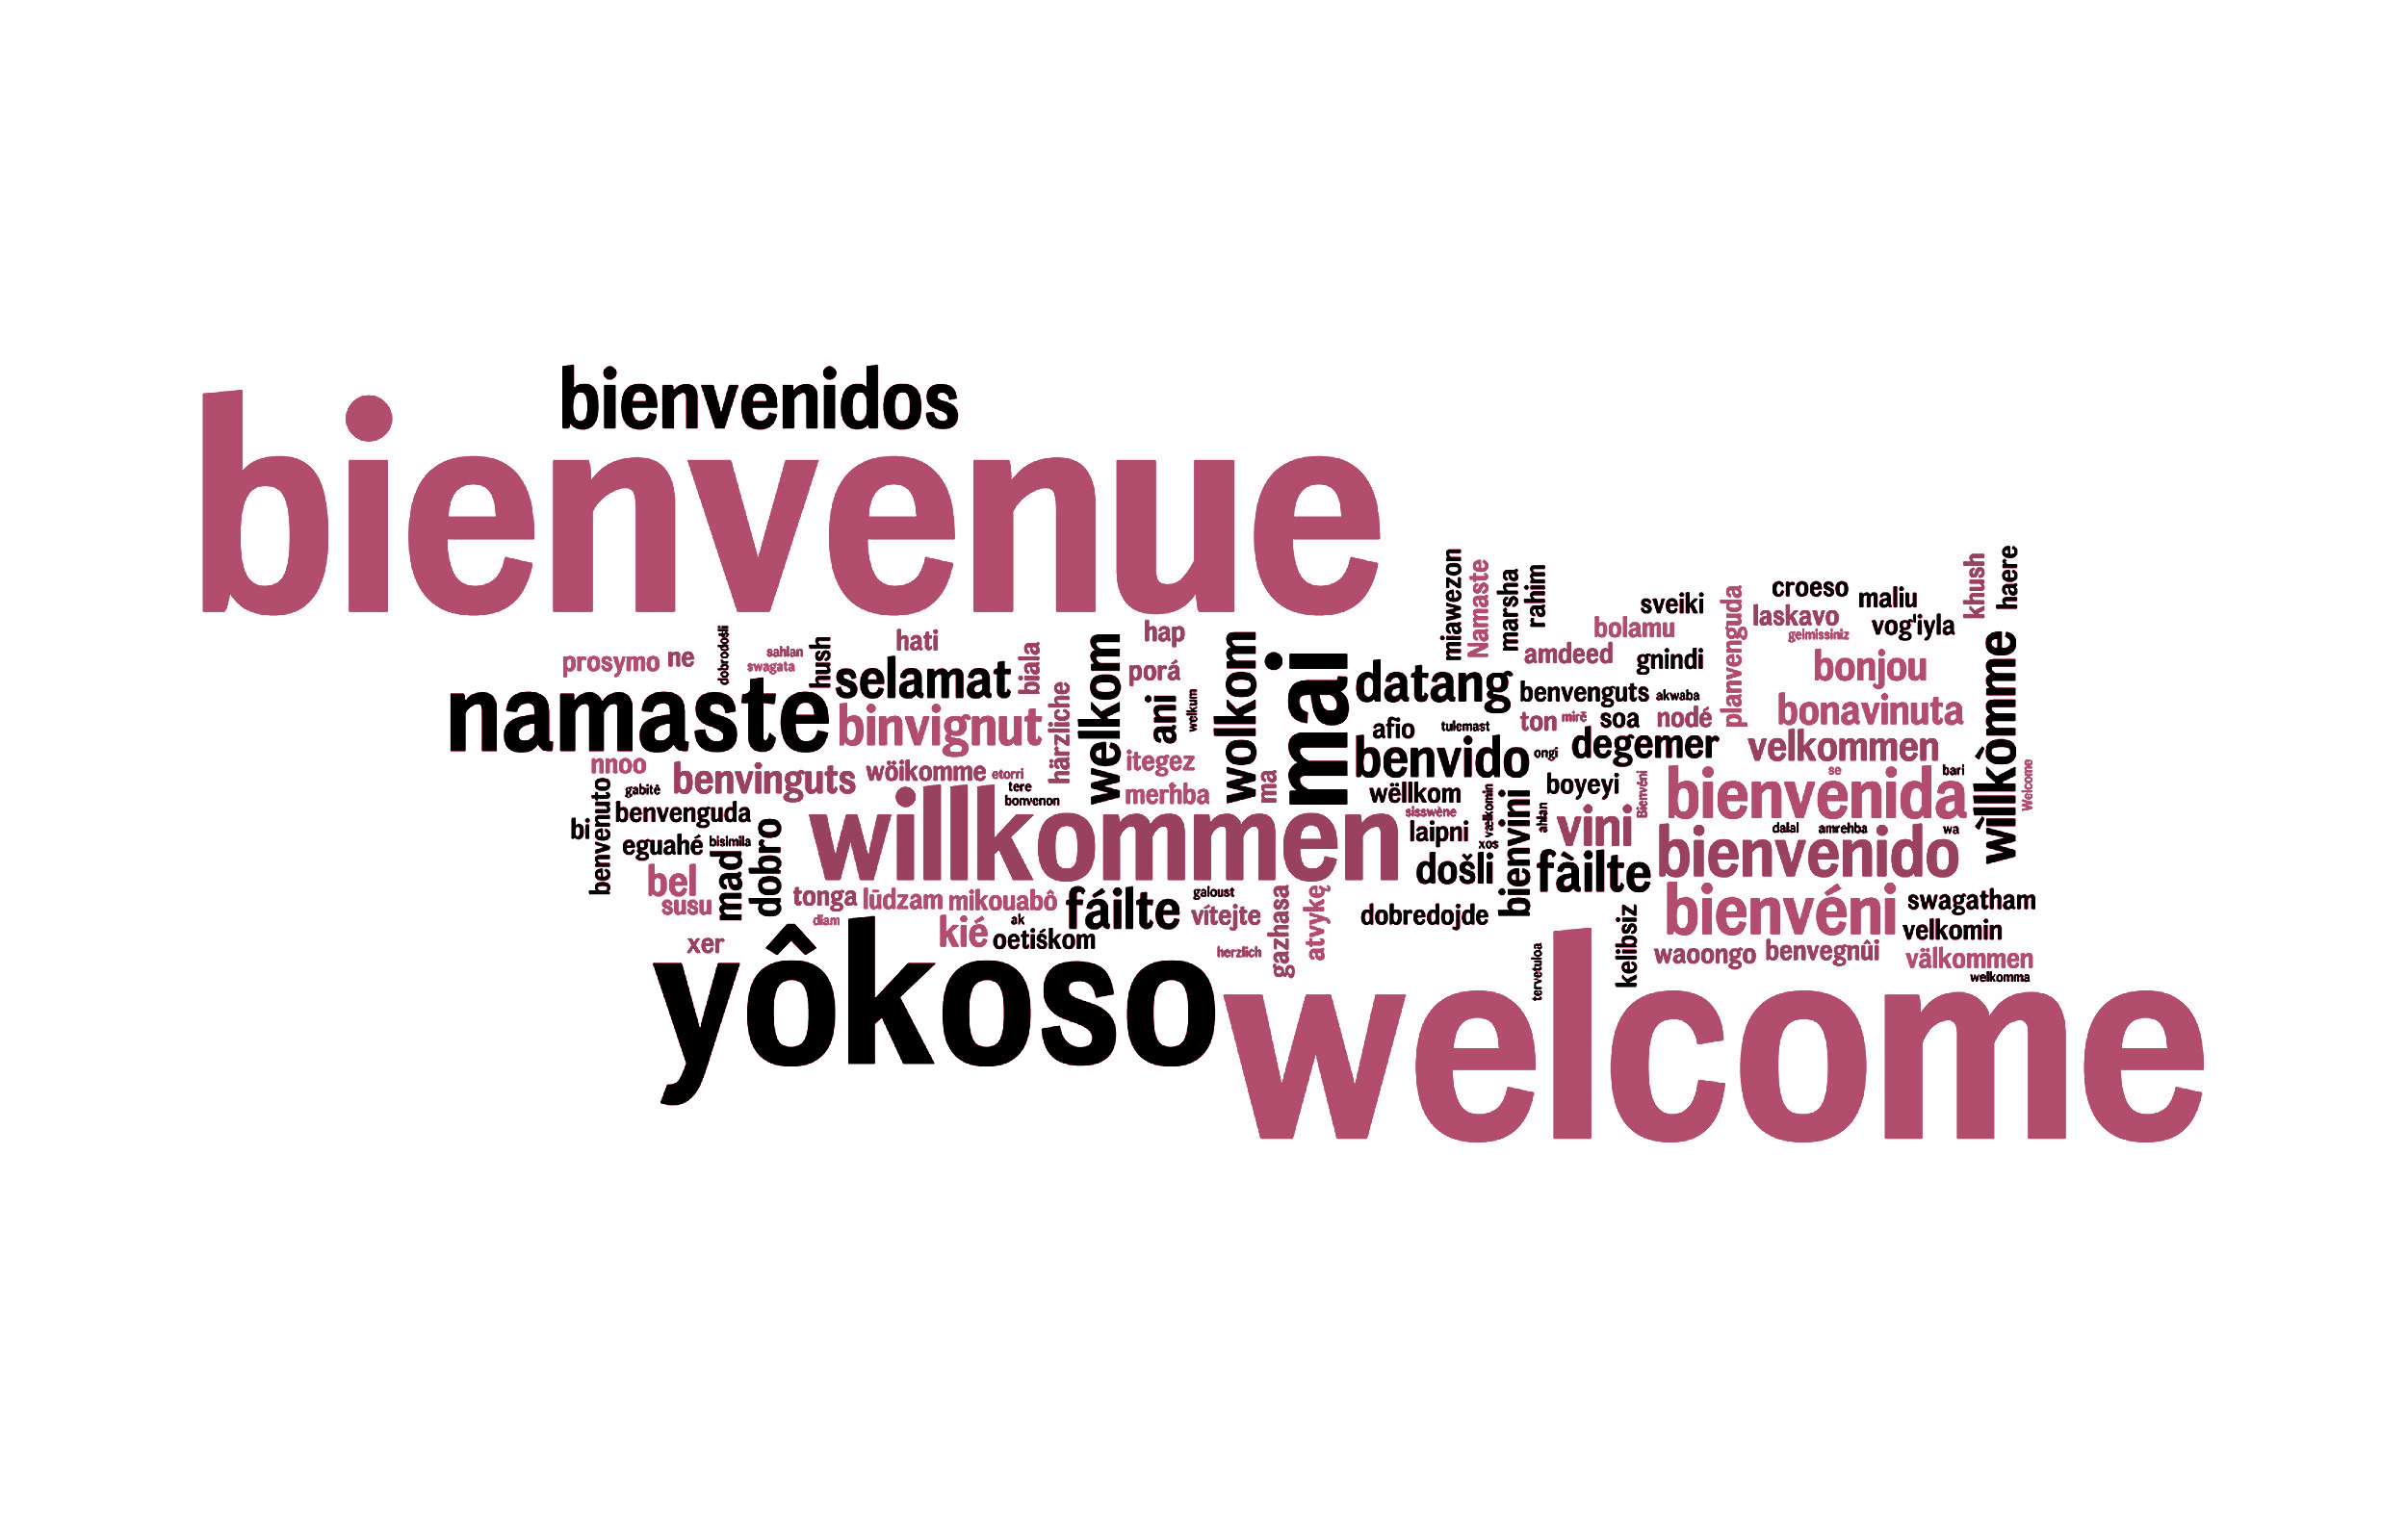 bienvenidos
bienvenue
miawezon
Namaste
marsha
rahim
sveiki
bolamu
amdeed
gnindi
planvenguda
croeso
maliu
laskavo
vog'iyla
gelmissiniz
khush
haere
prosymo
ne
dobrodošli
sahlan
swagata
hush
hati
selamat
biala
hap
porá
welkom
ani
welkum
wolkom
mai
datang
benvenguts
akwaba
bonjou
bonavinuta
willkomme
namaste
binvignut
härzliche
itegez
merħba
ma
afio
tulemast
ton
mirë
soa
nodé
benvido
ongi
degemer
velkommen
nnoo
benvinguts
wöikomme
etorri
tere
bonvenon
gabitê
benvenuto
benvenguda
bi
eguahé
bisimila
dobro
mad
willkommen
wëllkom
sisswène
laipni
vælkomin
xos
bienvini
ahlan
boyeyi
Bienvéni
vini
bienvenida
se
bari
Welcome
dalal
amrehba
wa
bienvenido
bel
susu
tonga
lūdzam
mikouabô
diam
fáilte
galoust
vítejte
gazhasa
atvykę
došli
fàilte
dobredojde
bienvéni
swagatham
velkomin
xer
kié
ak
oetiśkom
herzlich
tervetuloa
kelibsiz
waoongo
benvegnûi
välkommen
welkomma
yôkoso
welcome